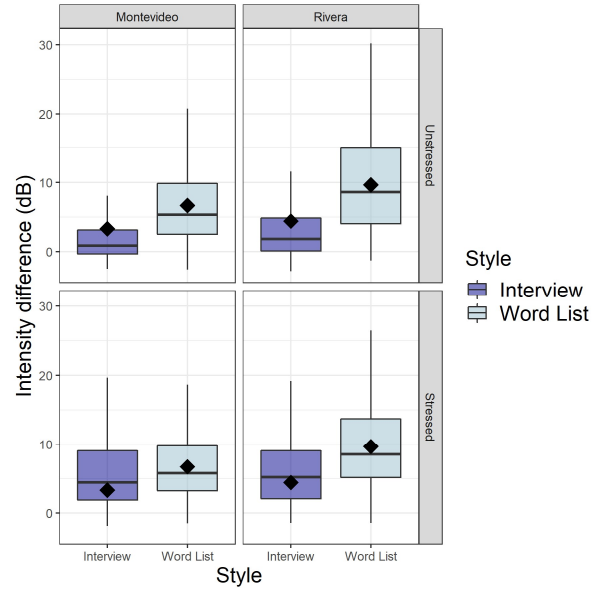 Montevideo
Rivera
30
20
10
0
Unstressed
30
20
10
0
Stressed
Intensity difference (dB)
Interview
Word List
Interview
Word List
Style
Style
Interview
Word List